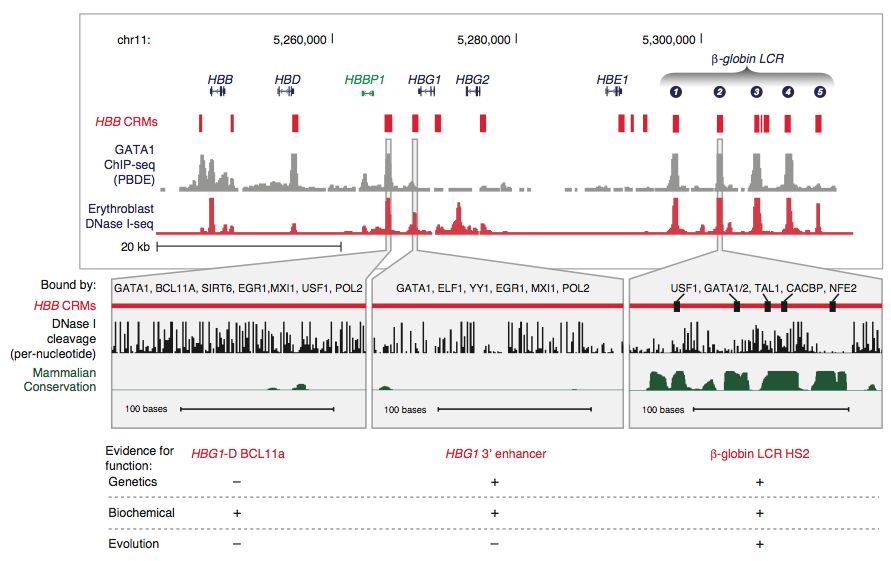 chr11: 5,260,000 5,280,000 5,300,000
β-globin LCR
HBB HBD HBBP1 HBG1 HBG2 HBE1
1 2 3 4 5
HBB CRMs
GATA1
ChIP-seq
(PBDE)
Erythroblast
DNase I-seq
20 kb
Bound by: GATA1, BCL11A, SIRT6, EGR1,MXI1, USF1, POL2 GATA1, ELF1, YY1, EGR1, MXI1, POL2 USF1, GATA1/2, TAL1, CACBP, NFE2
HBB CRMs
DNase I
cleavage
(per-nucleotide)
Mammalian
Conservation
100 bases 100 bases 100 bases
Evidence for
function:
HBG1-D BCL11a HBG1 3' enhancer β-globin LCR HS2
Genetics − + +
Biochemical + + +
Evolution − − +